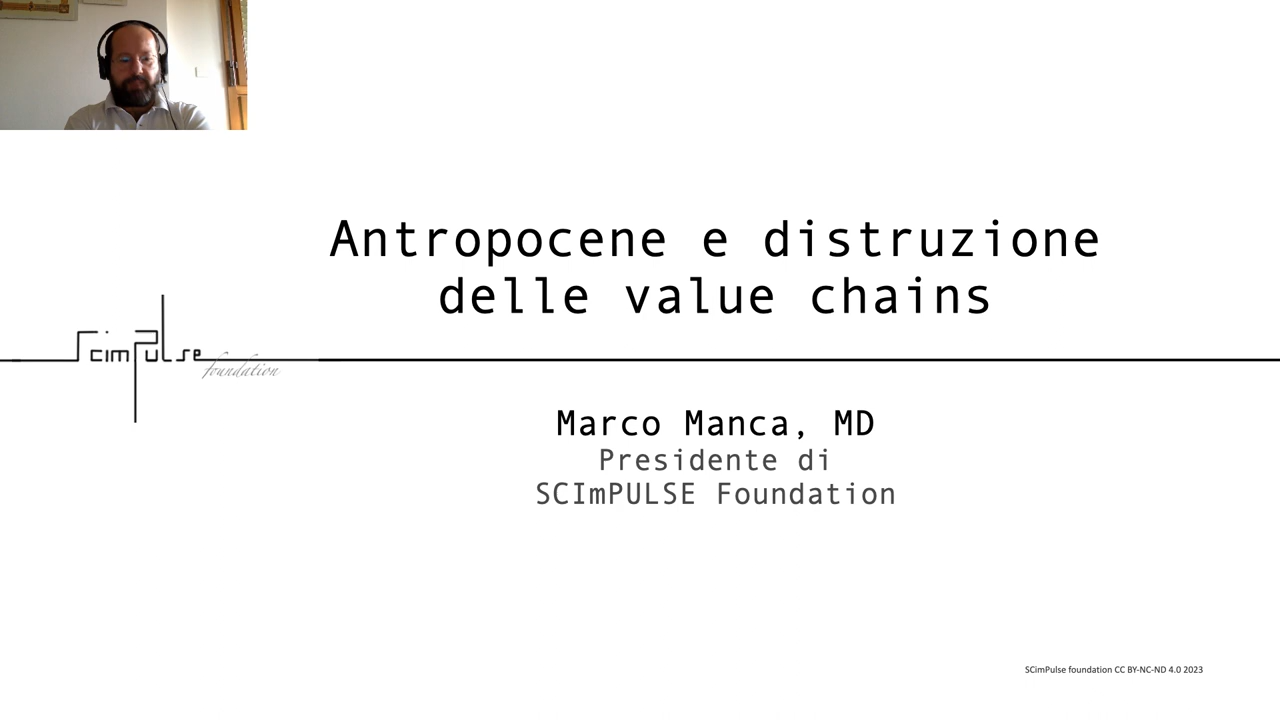 Antropocene e distruzione
delle value chains
scimpulse
foundation
Marco Manca, MD
Presidente di
SCImPULSE Foundation
SCimPulse foundation CC BY-NC-ND 4.0 2023